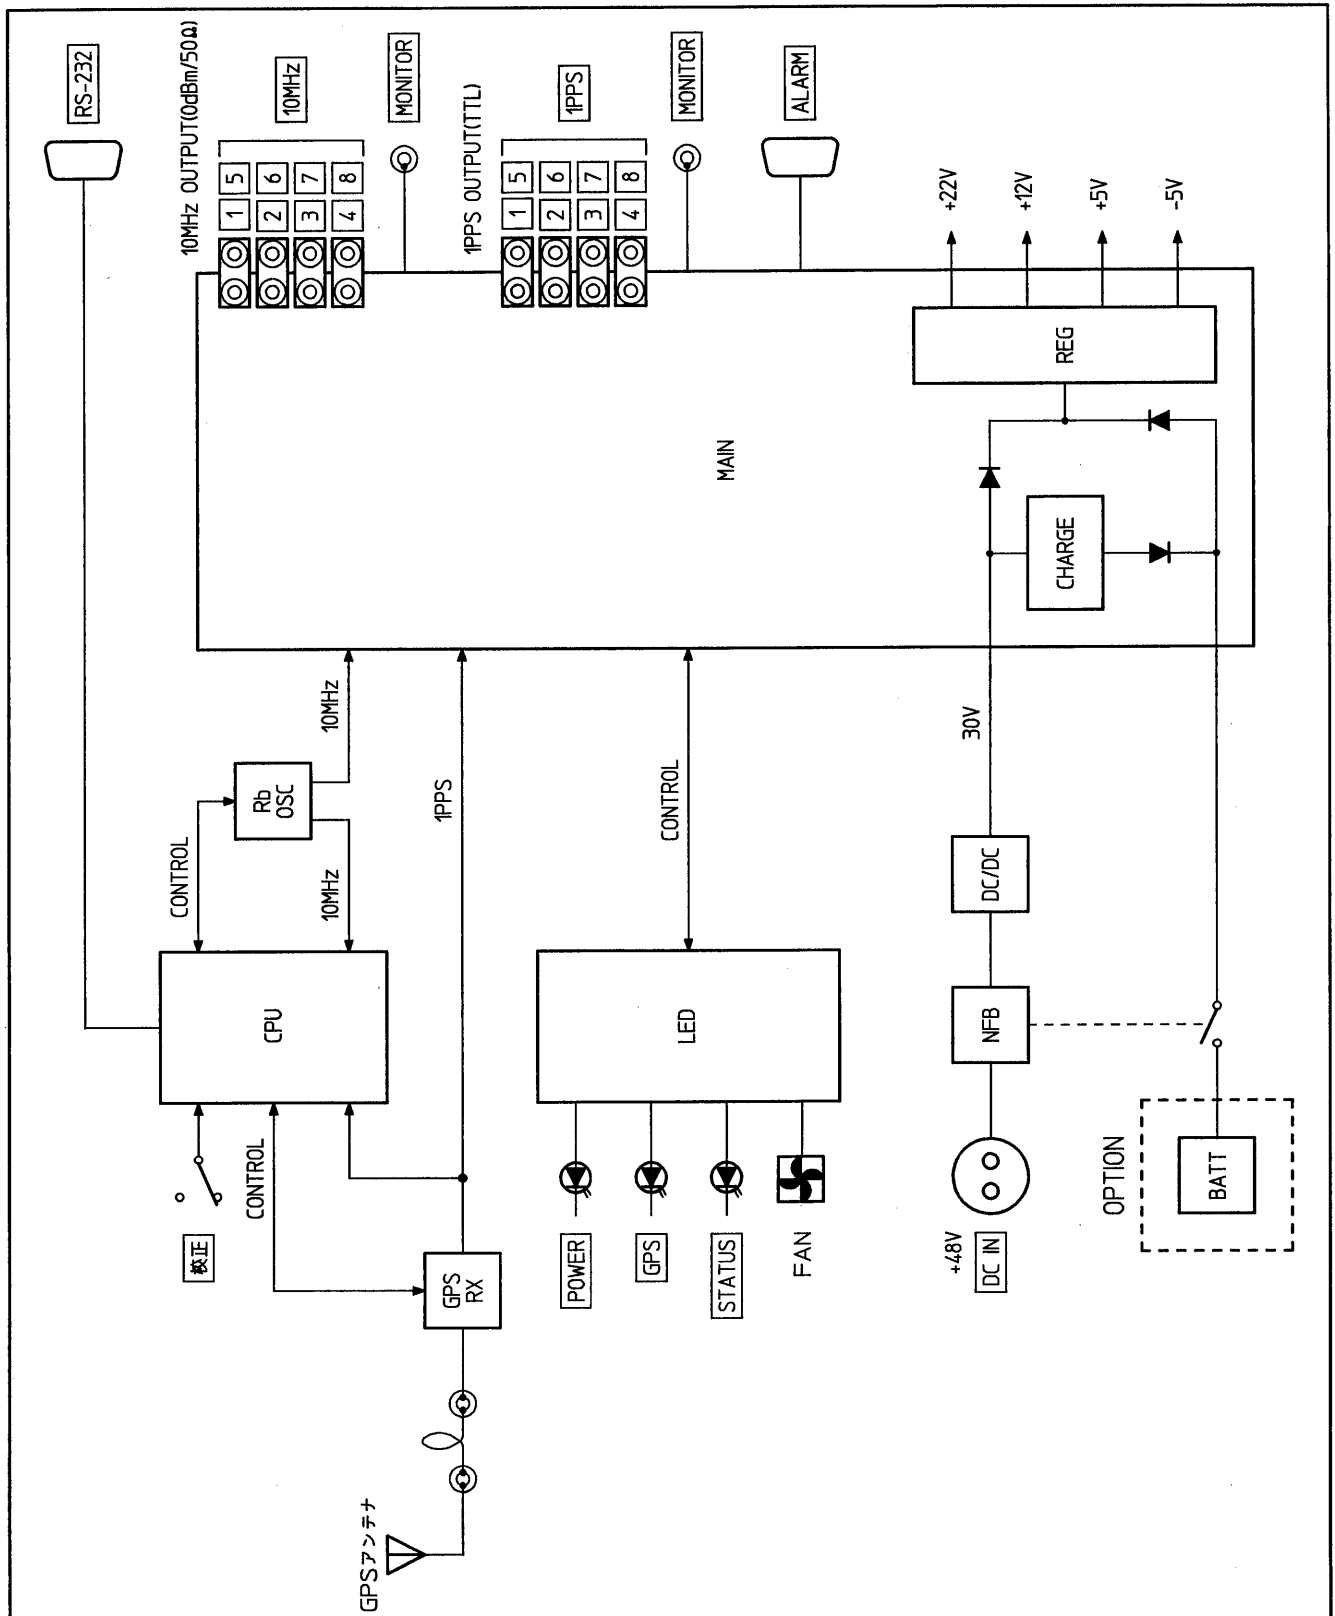 RS-232
10MHz OUTPUT(0dBm/50Ω)
1 5
2 6
3 7
4 8
10MHz
MONITOR
1PPS OUTPUT(TTL)
1 5
2 6
3 7
4 8
1PPS
MONITOR
ALARM
校正
CONTROL
CPU
CONTROL
10MHz
Rb
OSC
10MHz
MAIN
GPSアンテナ
GPS
RX
1PPS
POWER
GPS
STATUS
FAN
LED
CONTROL
+48V
DC IN
NFB
DC/DC
30V
CHARGE
REG
+22V
+12V
+5V
-5V
OPTION
BATT